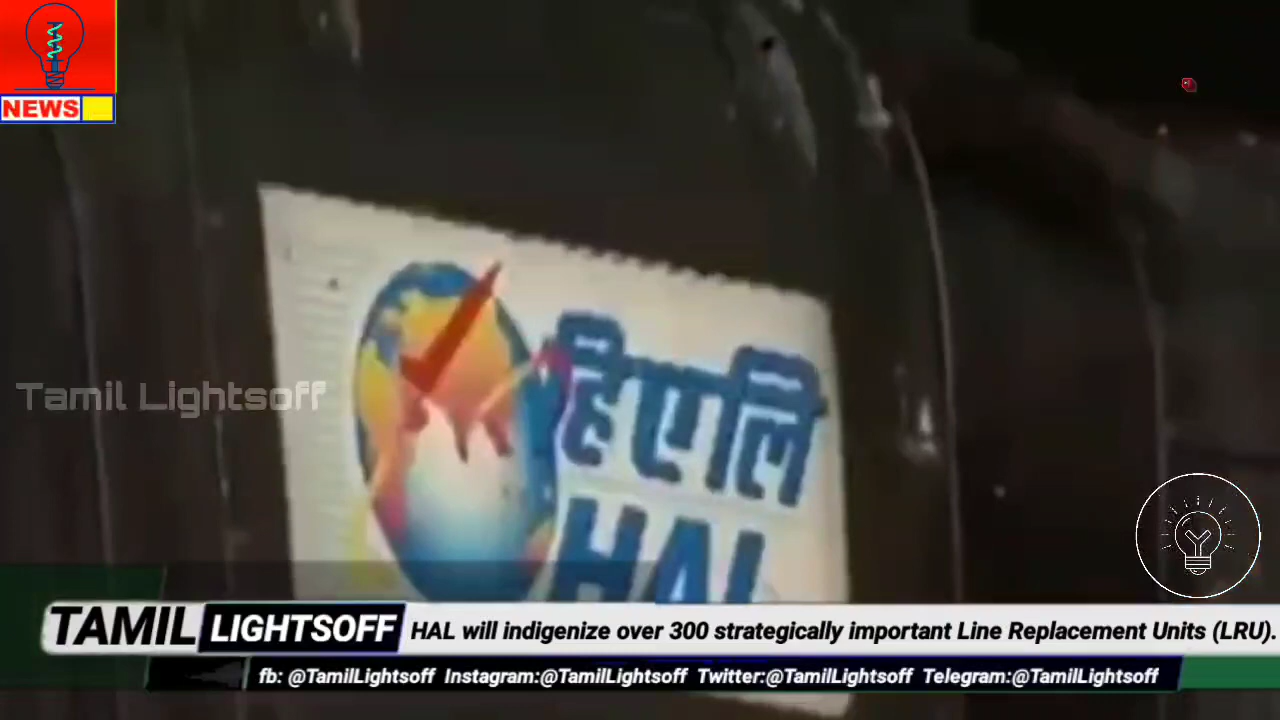 NEWS
Tamil Lightsoff
हिएलि
HAL
TAMIL LIGHTSOFF HAL will indigenize over 300 strategically important Line Replacement Units (LRU).
fb: @TamilLightsoff Instagram:@TamilLightsoff Twitter:@TamilLightsoff Telegram:@TamilLightsoff